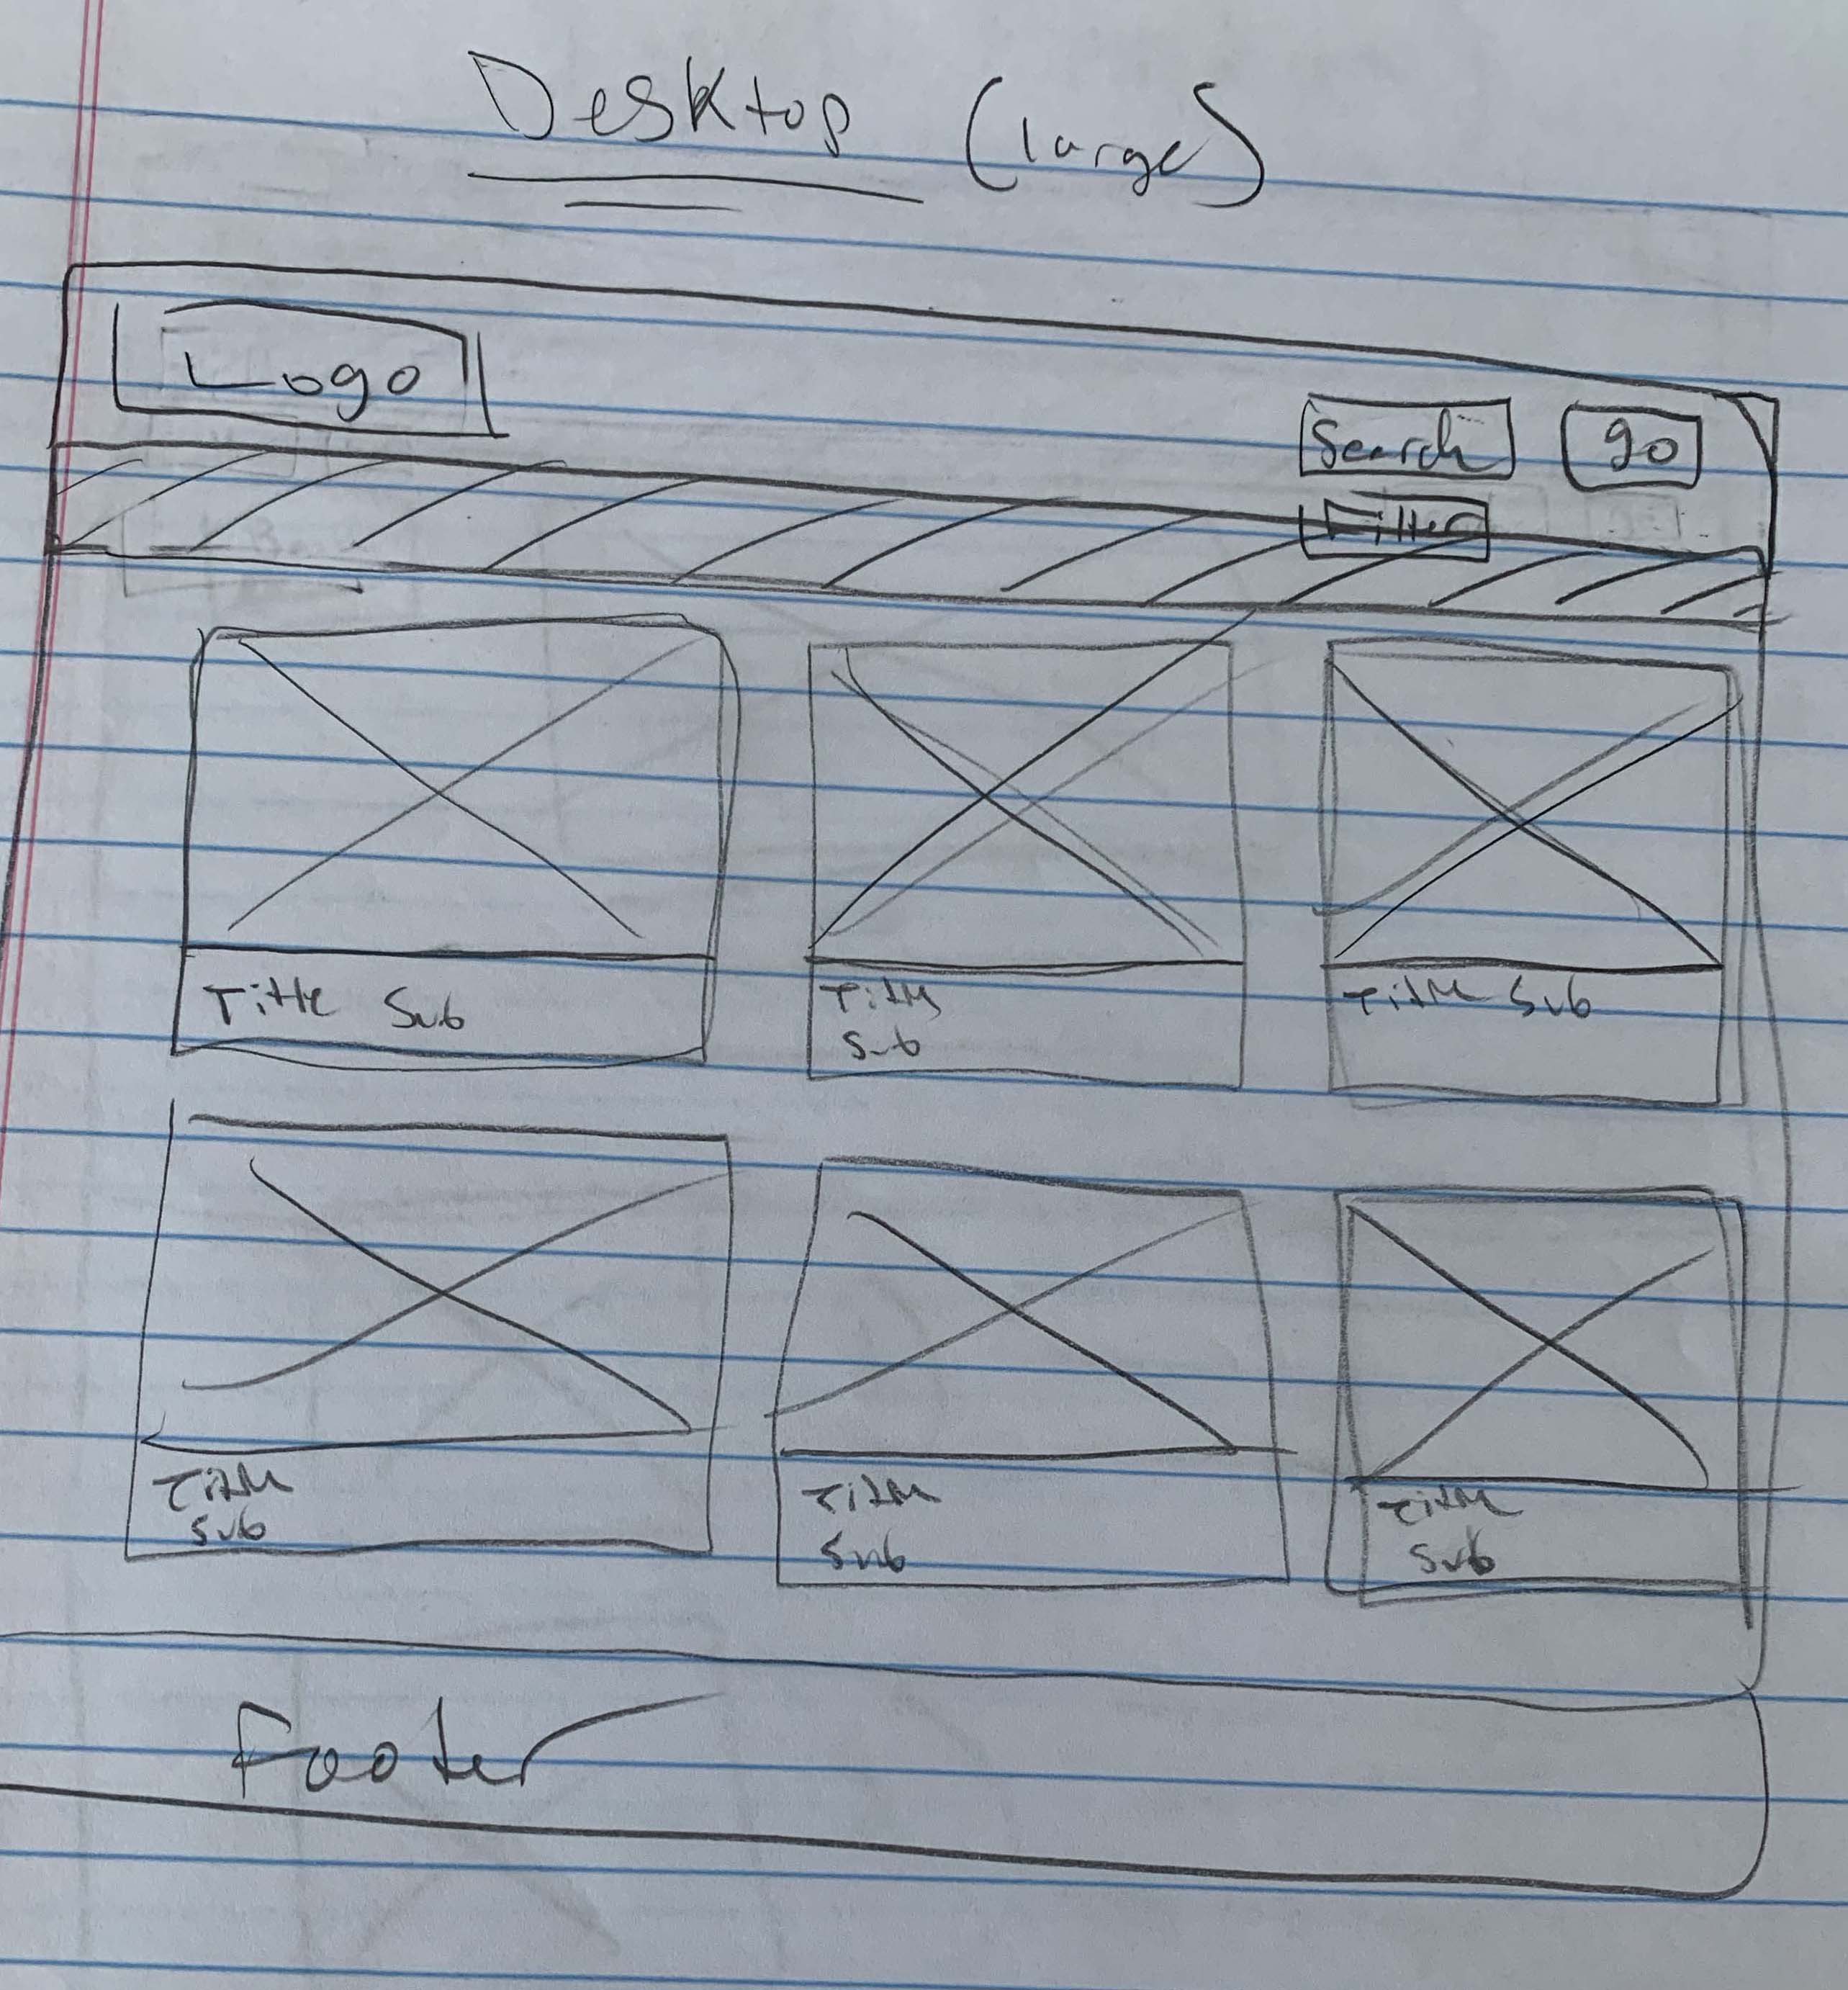 Desktop (large)
Logo
Search go
Filter
Title Sub
Title
Sub
Title Sub
Title
Sub
Title
Sub
Title
Sub
Footer